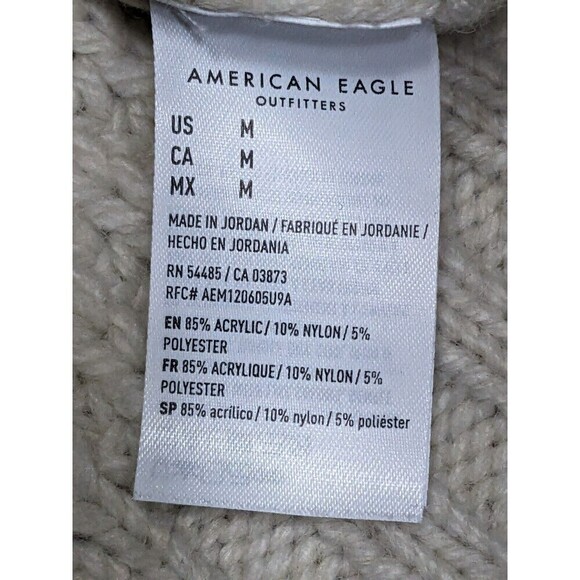 AMERICAN EAGLE
OUTFITTERS
US M
CA M
MX M
MADE IN JORDAN / FABRIQUÉ EN JORDANIE /
HECHO EN JORDANIA
RN 54485 / CA 03873
RFC# AEM120605U9A
EN 85% ACRYLIC / 10% NYLON / 5%
POLYESTER
FR 85% ACRYLIQUE / 10% NYLON / 5%
POLYESTER
SP 85% acrílico / 10% nylon / 5% poliéster